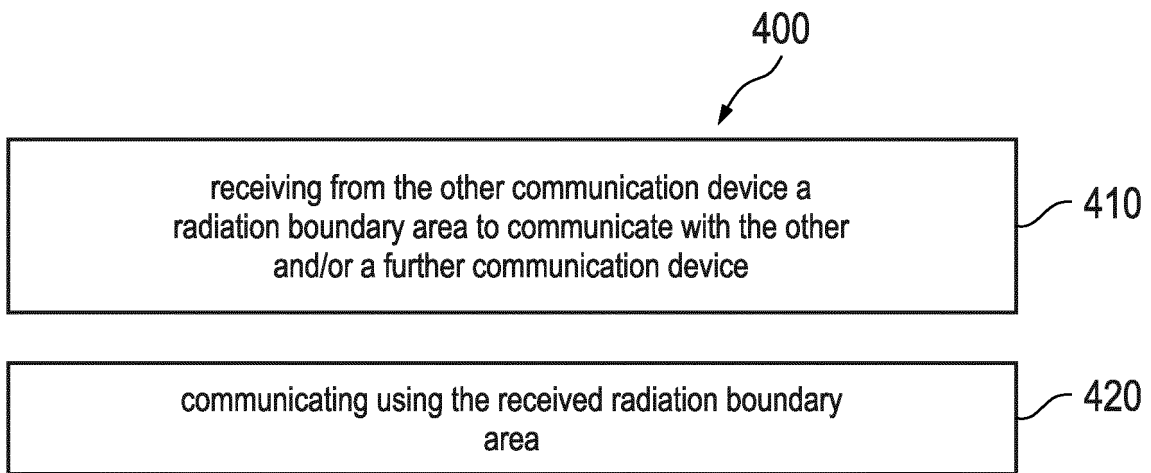 400
receiving from the other communication device a
radiation boundary area to communicate with the other
and/or a further communication device
410
communicating using the received radiation boundary
area
420